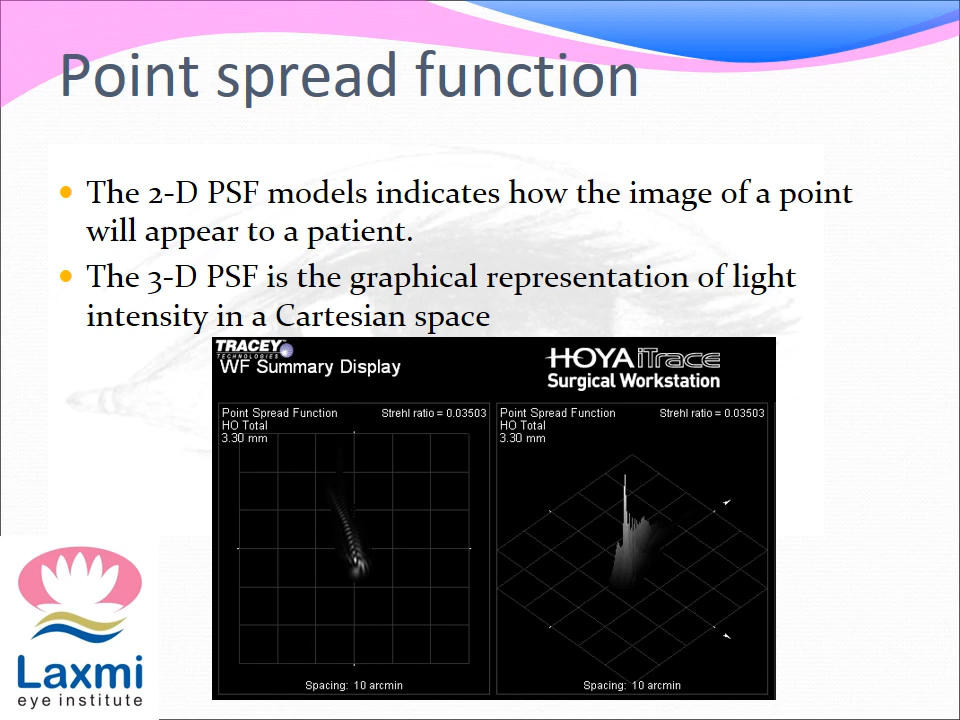 Point spread function
The 2-D PSF models indicates how the image of a point
will appear to a patient.
The 3-D PSF is the graphical representation of light
intensity in a Cartesian space
TRACEY
TECHNOLOGIES
WF Summary Display
HOYA iTrace
Surgical Workstation
Point Spread Function
Strehl ratio = 0.03503
HO Total
3.30 mm
Spacing: 10 arcmin
Point Spread Function
Strehl ratio = 0.03503
HO Total
3.30 mm
Spacing: 10 arcmin
Laxmi
eye institute